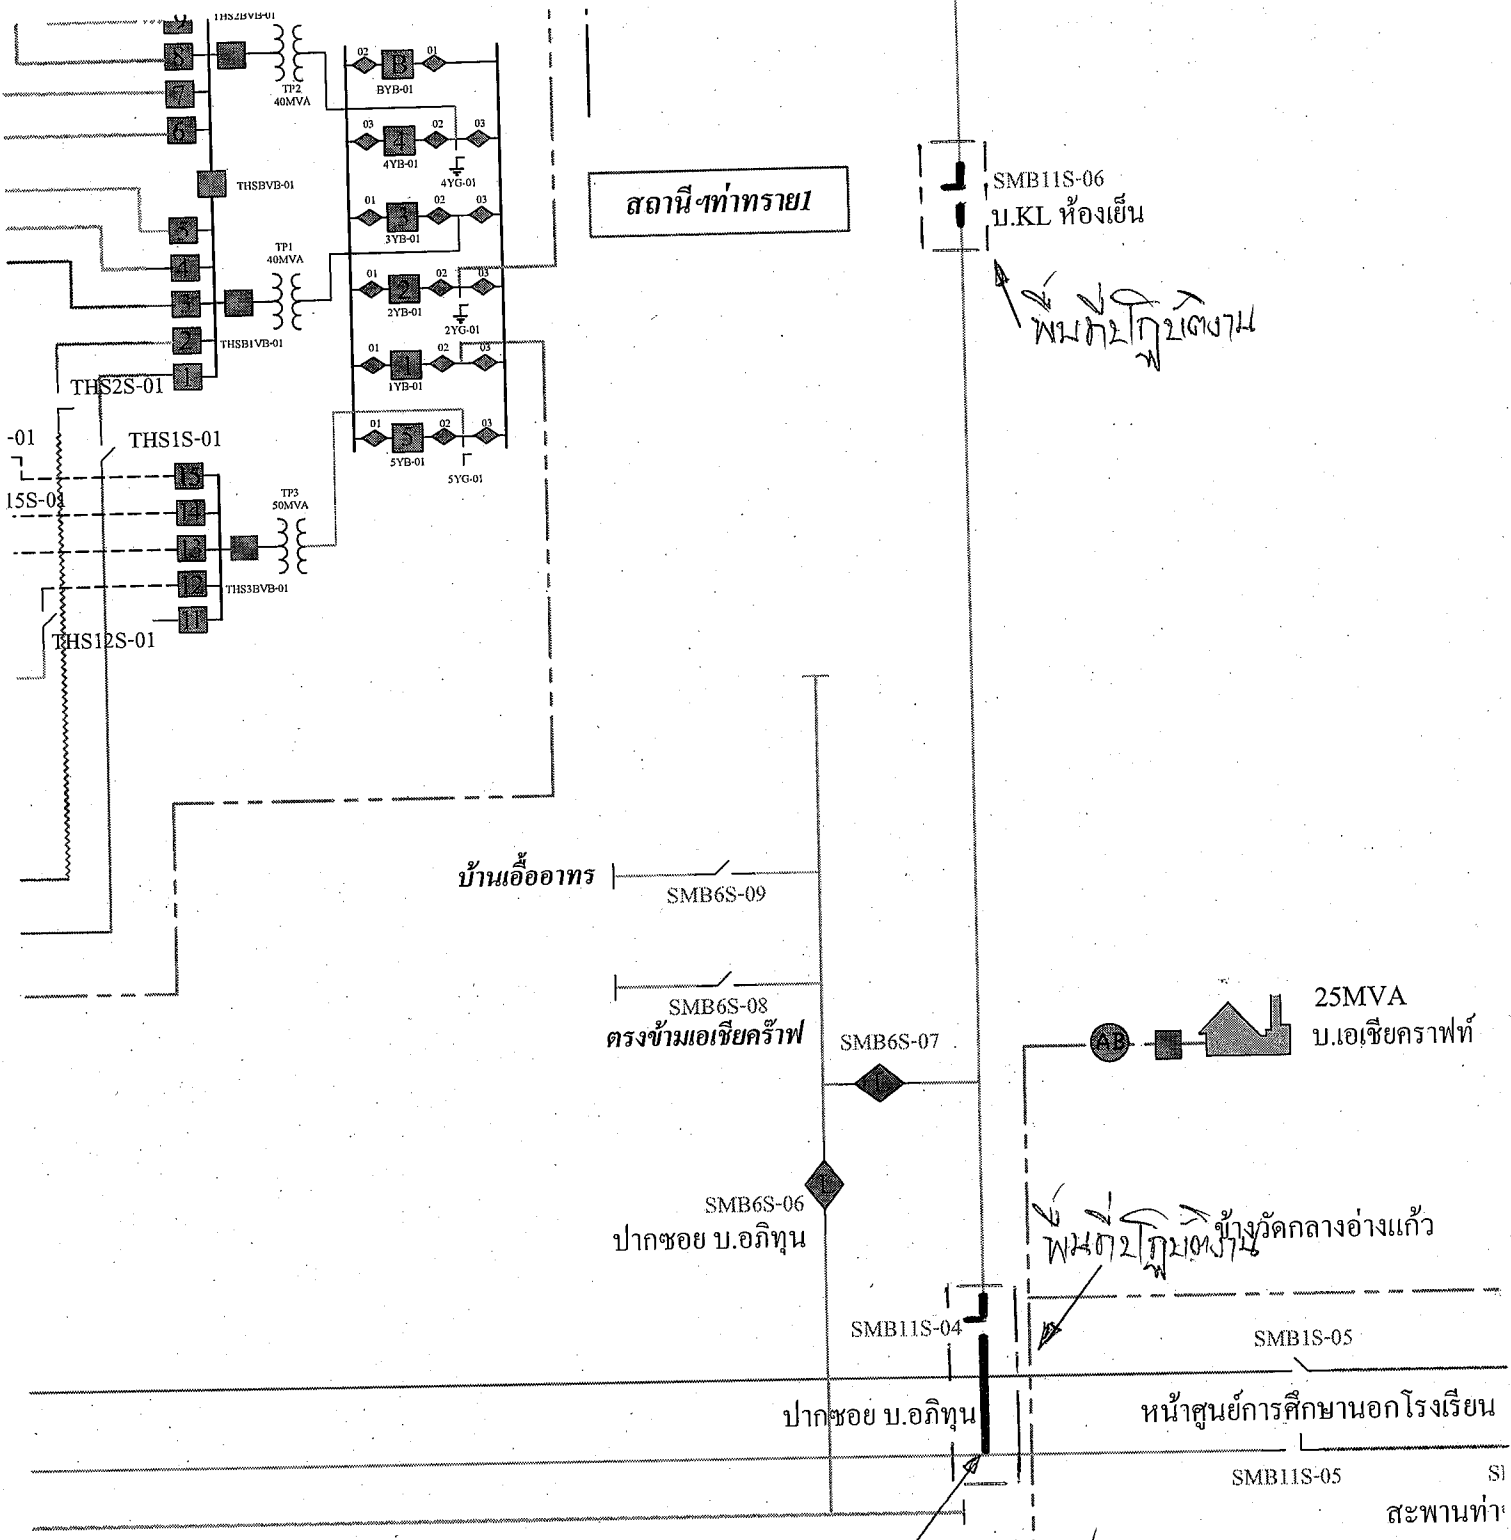 THS2BVB-01
9
8
7
6
TP2
40MVA
THSBVB-01
5
4
3
2
1
TP1
40MVA
THSB1VB-01
THS2S-01
-01
THS1S-01
15S-01
15
14
13
12
11
TP3
50MVA
THS3BVB-01
THS12S-01
02
B
01
BYB-01
03
4
02
03
4YB-01
4YG-01
01
3
02
03
3YB-01
01
2
02
03
2YB-01
2YG-01
01
1
02
03
1YB-01
01
5
02
03
5YB-01
5YG-01
สถานีฯท่าทราย1
SMB11S-06
บ.KL ห้องเย็น
พื้นที่ปฏิบัติงาน
บ้านเอื้ออาทร
SMB6S-09
SMB6S-08
ตรงข้ามเอเชียคร๊าฟ
SMB6S-07
25MVA
AB
บ.เอเชียคราฟท์
SMB6S-06
L
L
ปากซอย บ.อภิทุน
พื้นที่ปฏิบัติงาน
ข้างวัดกลางอ่างแก้ว
SMB11S-04
SMB1S-05
ปากซอย บ.อภิทุน
หน้าศูนย์การศึกษานอกโรงเรียน
SMB11S-05
สะพานท่า